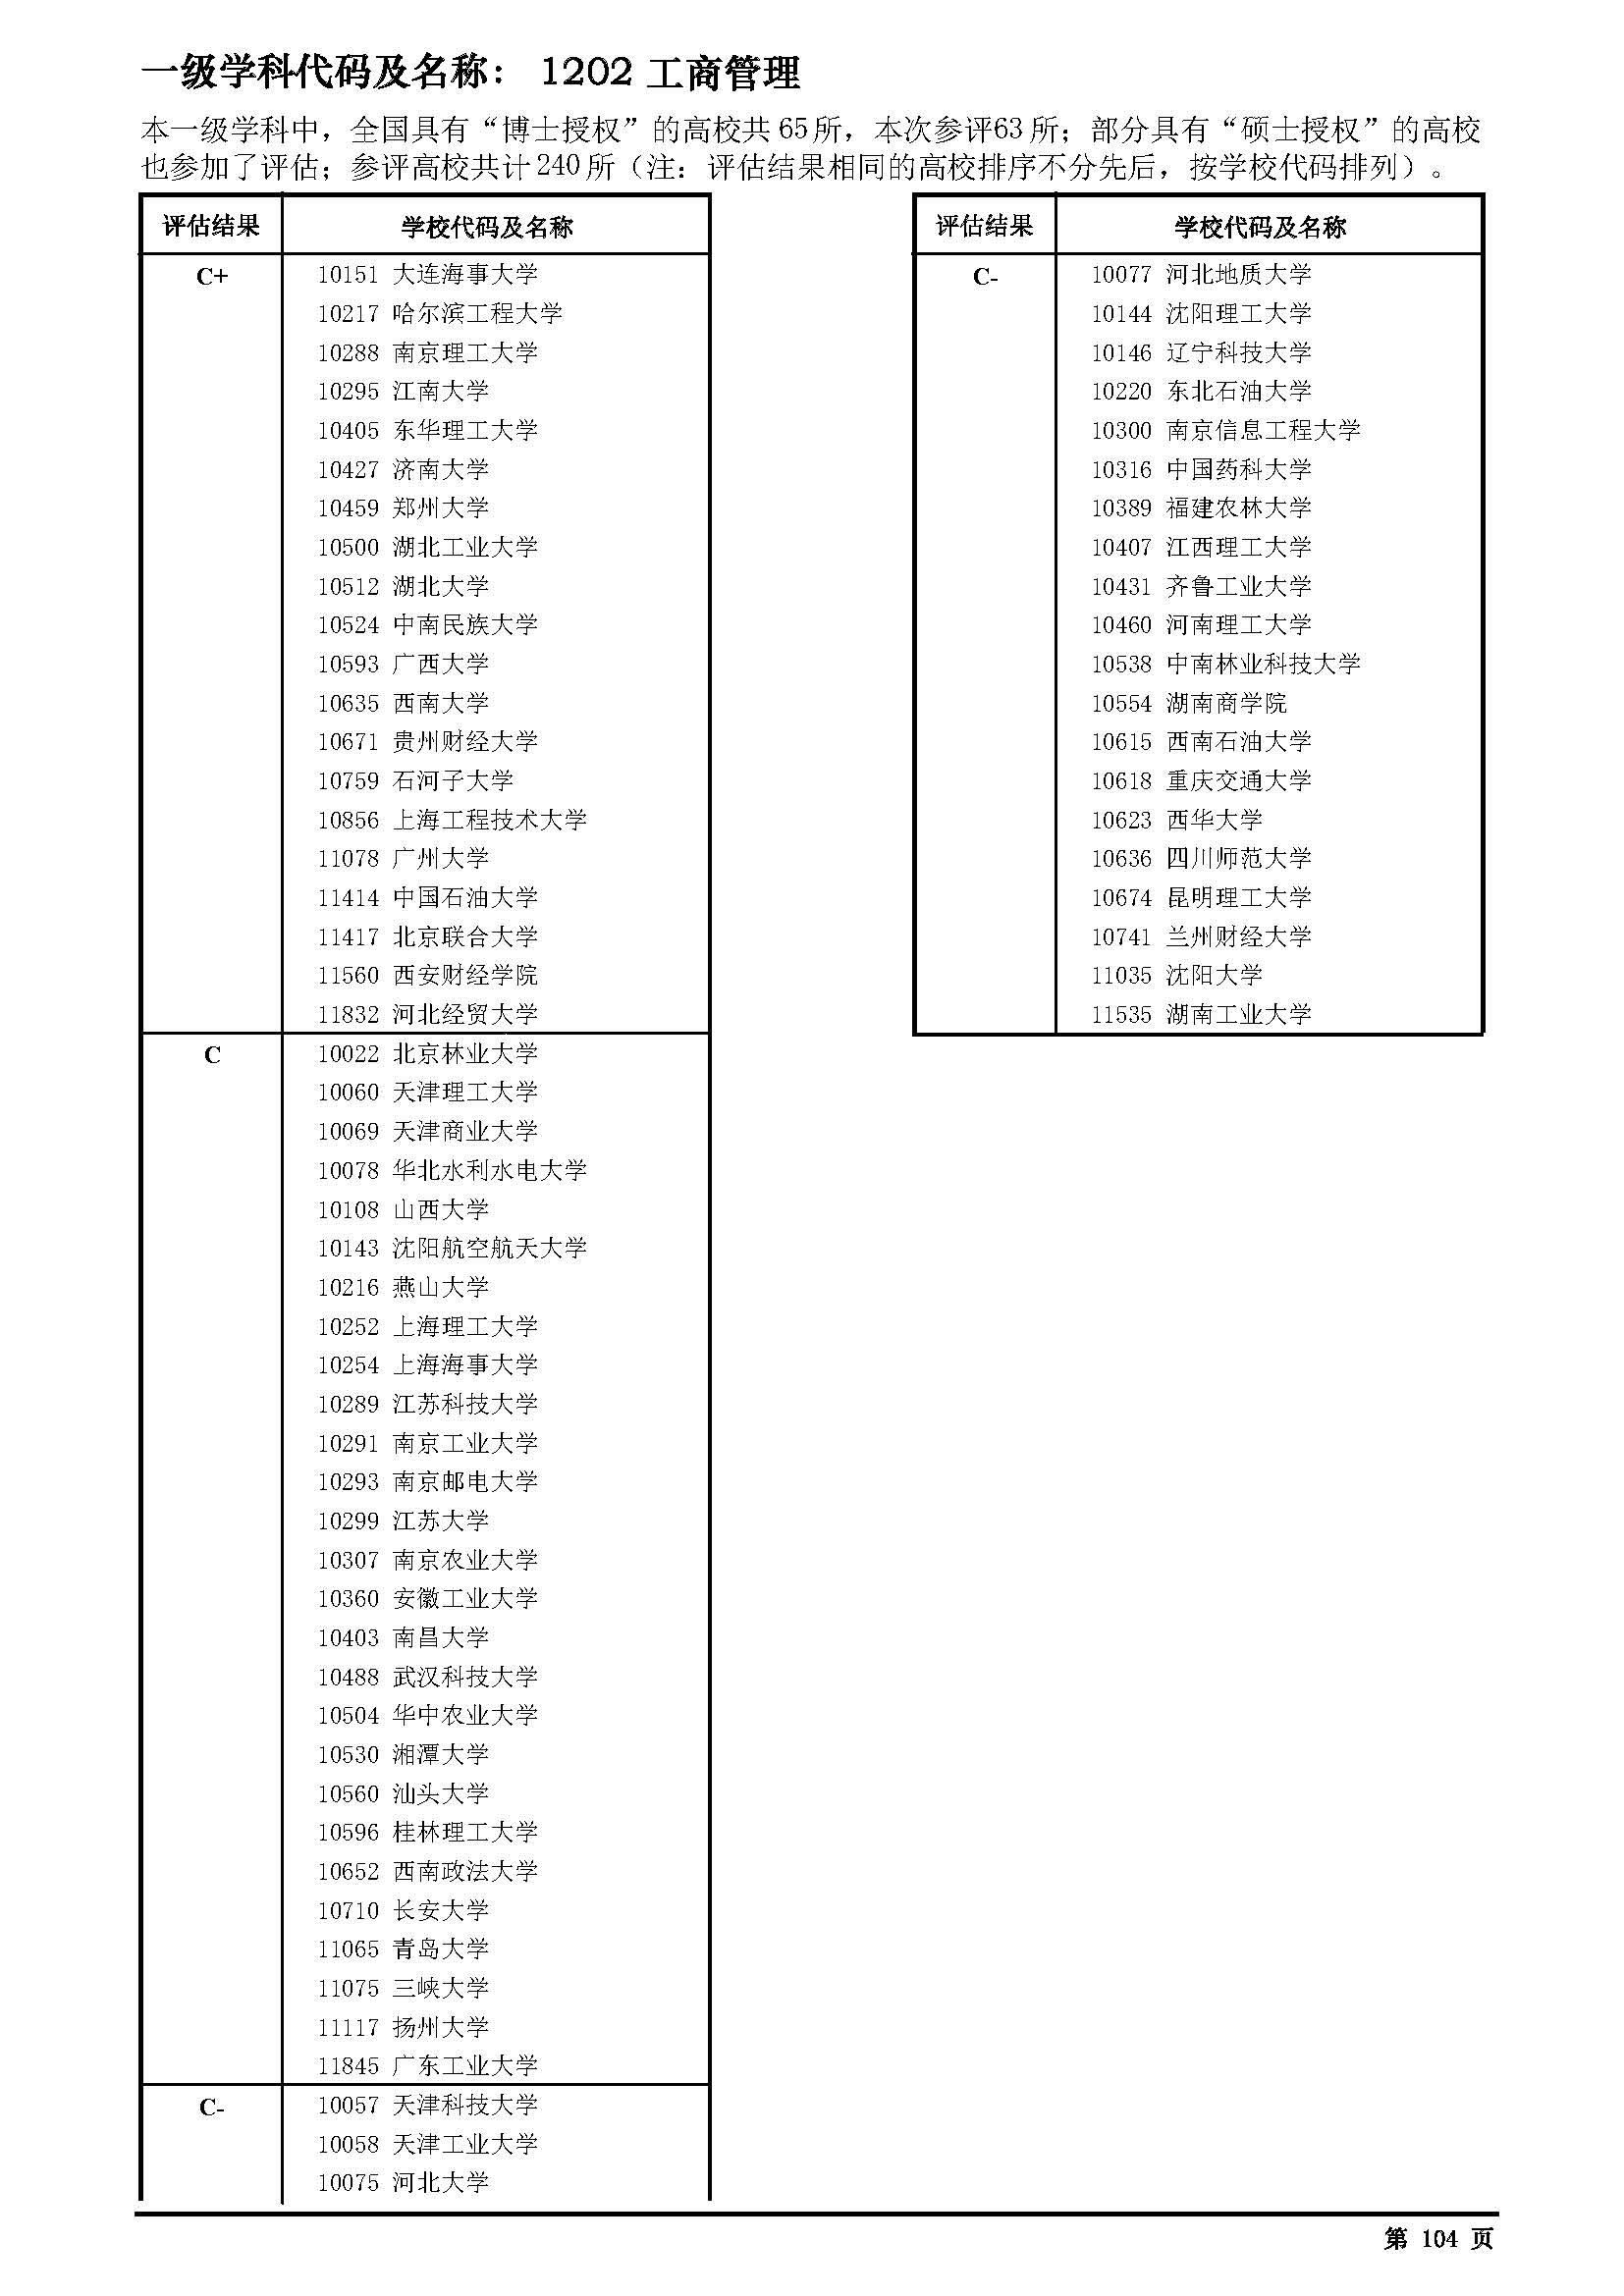 一级学科代码及名称： 1202 工商管理
本一级学科中，全国具有“博士授权”的高校共 65所，本次参评63 所；部分具有“硕士授权”的高校
也参加了评估；参评高校共计 240 所（注：评估结果相同的高校排序不分先后，按学校代码排列）。
评估结果 学校代码及名称
C+ 10151 大连海事大学
10217 哈尔滨工程大学
10288 南京理工大学
10295 江南大学
10405 东华理工大学
10427 济南大学
10459 郑州大学
10500 湖北工业大学
10512 湖北大学
10524 中南民族大学
10593 广西大学
10635 西南大学
10671 贵州财经大学
10759 石河子大学
10856 上海工程技术大学
11078 广州大学
11414 中国石油大学
11417 北京联合大学
11560 西安财经学院
11832 河北经贸大学
C 10022 北京林业大学
10060 天津理工大学
10069 天津商业大学
10078 华北水利水电大学
10108 山西大学
10143 沈阳航空航天大学
10216 燕山大学
10252 上海理工大学
10254 上海海事大学
10289 江苏科技大学
10291 南京工业大学
10293 南京邮电大学
10299 江苏大学
10307 南京农业大学
10360 安徽工业大学
10403 南昌大学
10488 武汉科技大学
10504 华中农业大学
10530 湘潭大学
10560 汕头大学
10596 桂林理工大学
10652 西南政法大学
10710 长安大学
11065 青岛大学
11075 三峡大学
11117 扬州大学
11845 广东工业大学
C- 10057 天津科技大学
10058 天津工业大学
10075 河北大学
评估结果 学校代码及名称
C- 10077 河北地质大学
10144 沈阳理工大学
10146 辽宁科技大学
10220 东北石油大学
10300 南京信息工程大学
10316 中国药科大学
10389 福建农林大学
10407 江西理工大学
10431 齐鲁工业大学
10460 河南理工大学
10538 中南林业科技大学
10554 湖南商学院
10615 西南石油大学
10618 重庆交通大学
10623 西华大学
10636 四川师范大学
10674 昆明理工大学
10741 兰州财经大学
11035 沈阳大学
11535 湖南工业大学
第 104 页